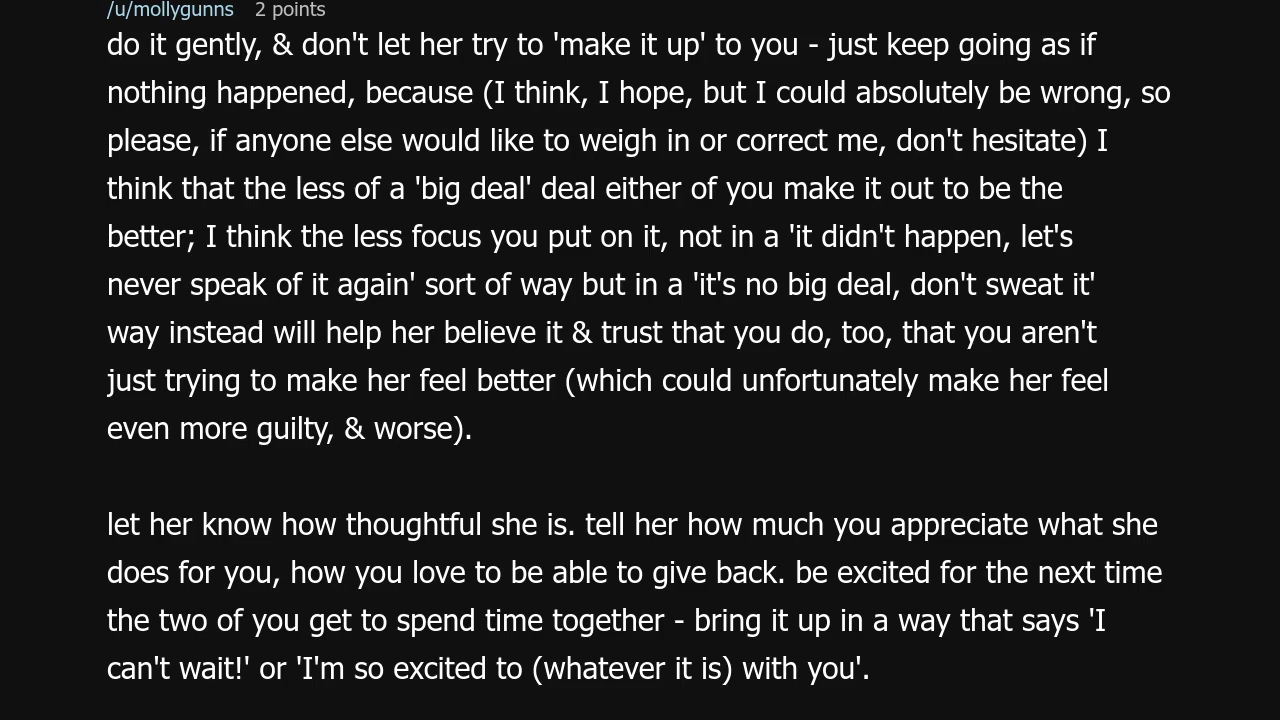 /u/mollygunns 2 points
do it gently, & don't let her try to 'make it up' to you - just keep going as if
nothing happened, because (I think, I hope, but I could absolutely be wrong, so
please, if anyone else would like to weigh in or correct me, don't hesitate) I
think that the less of a 'big deal' deal either of you make it out to be the
better; I think the less focus you put on it, not in a 'it didn't happen, let's
never speak of it again' sort of way but in a 'it's no big deal, don't sweat it'
way instead will help her believe it & trust that you do, too, that you aren't
just trying to make her feel better (which could unfortunately make her feel
even more guilty, & worse).
let her know how thoughtful she is. tell her how much you appreciate what she
does for you, how you love to be able to give back. be excited for the next time
the two of you get to spend time together - bring it up in a way that says 'I
can't wait!' or 'I'm so excited to (whatever it is) with you'.